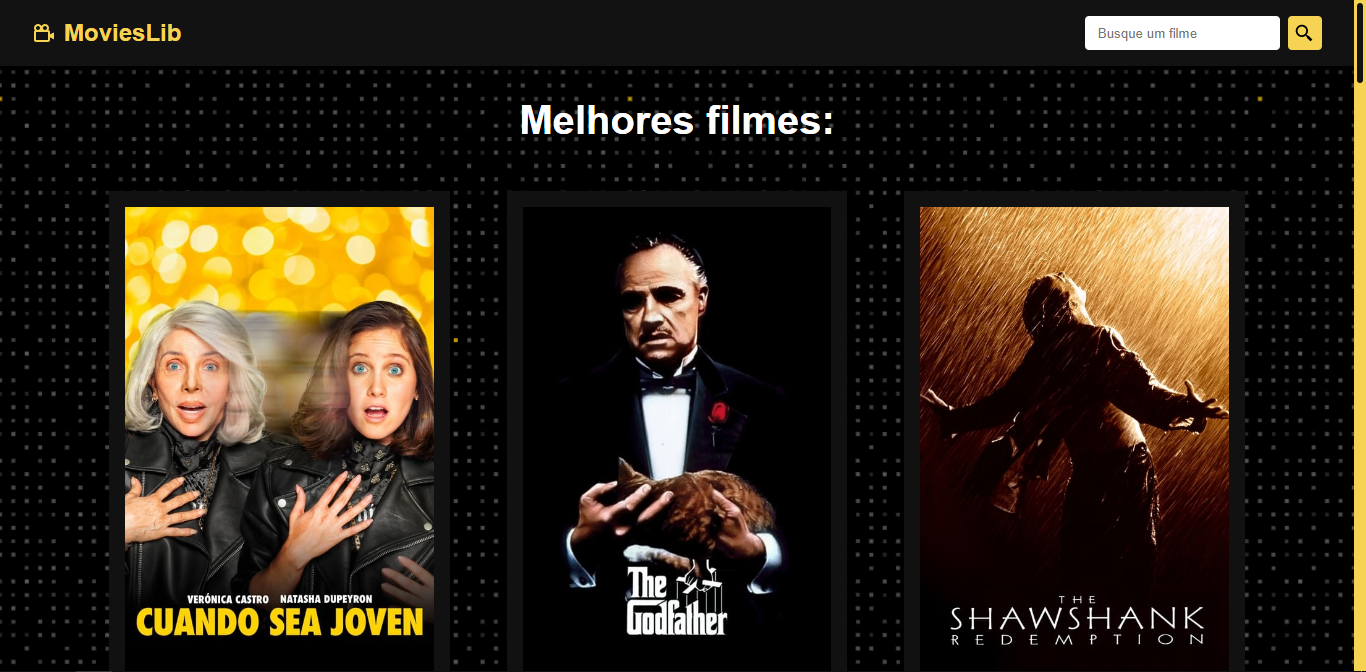 MoviesLib
Busque um filme
Melhores filmes:
VERÓNICA CASTRO NATASHA DUPEYRON
CUANDO SEA JOVEN
The
Godfather
THE
SHAWSHANK
REDEMPTION